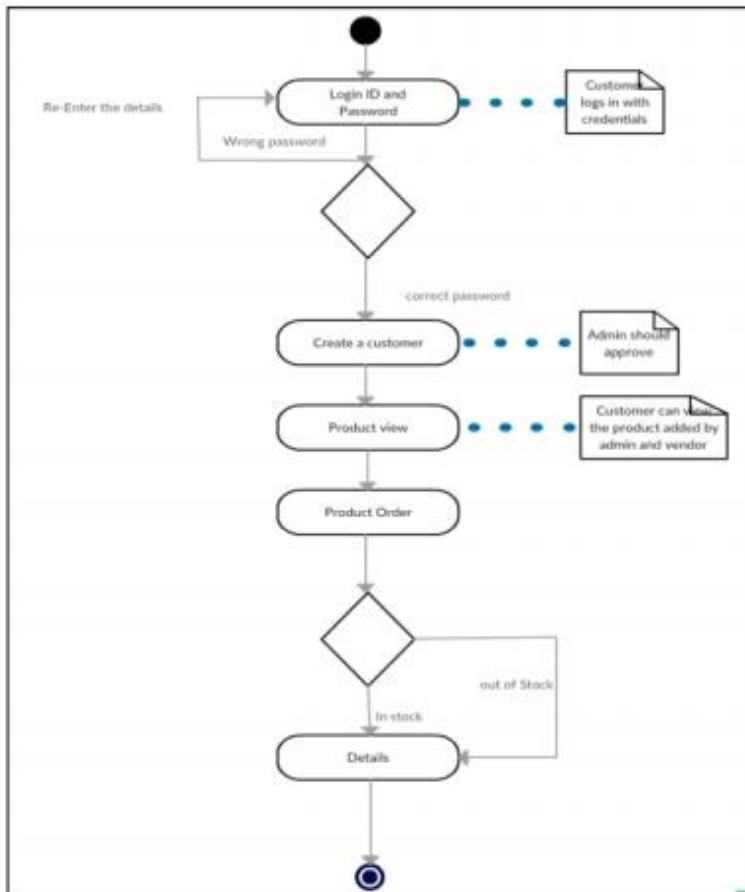 Login ID and
Password
Customer
logs in with
credentials
Re-Enter the details
Wrong password
correct password
Create a customer
Admin should
approve
Product view
Customer can view
the product added by
admin and vendor
Product Order
out of Stock
In stock
Details